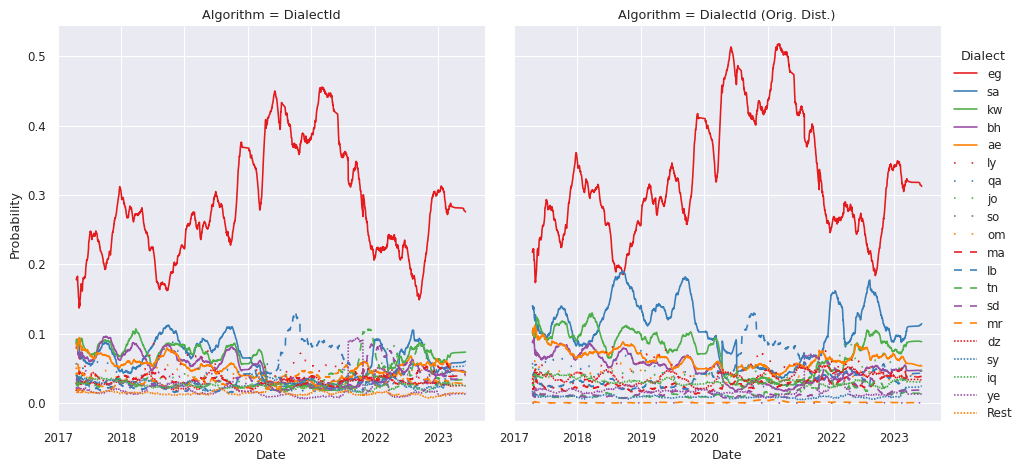 Algorithm = DialectId
Algorithm = DialectId (Orig. Dist.)
Probability
0.5
0.4
0.3
0.2
0.1
0.0
2017 2018 2019 2020 2021 2022 2023
2017 2018 2019 2020 2021 2022 2023
Date
Date
Dialect
eg
sa
kw
bh
ae
ly
qa
jo
so
om
ma
lb
tn
sd
mr
dz
sy
iq
ye
Rest